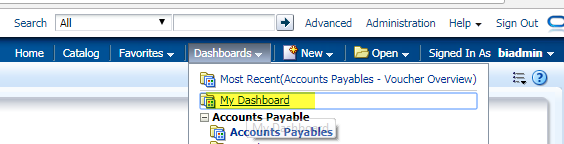 Search All Advanced Administration Help Sign Out
Home Catalog Favorites Dashboards New Open Signed In As biadmin
Most Recent(Accounts Payables - Voucher Overview)
My Dashboard
Accounts Payable
Accounts Payables